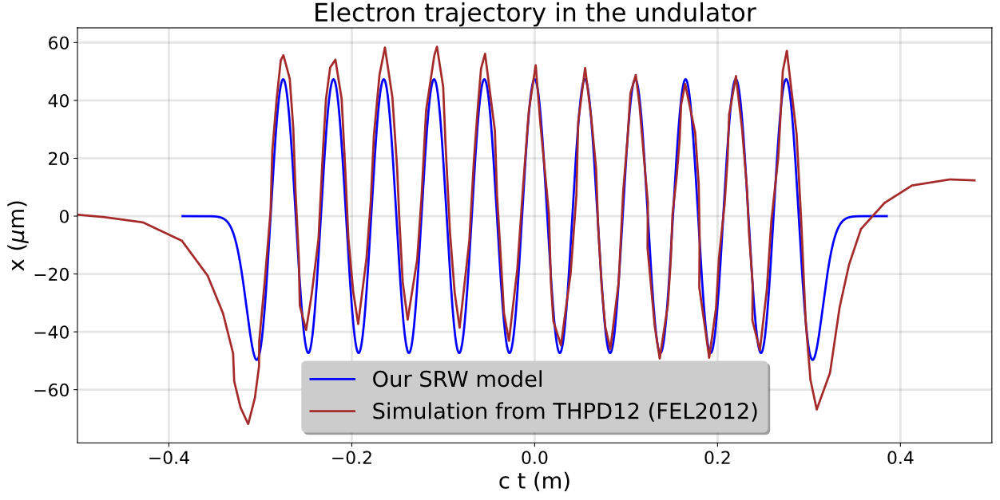 Electron trajectory in the undulator
60
40
20
0
−20
−40
−60
x (μm)
−0.4
−0.2
0.0
0.2
0.4
c t (m)
Our SRW model
Simulation from THPD12 (FEL2012)